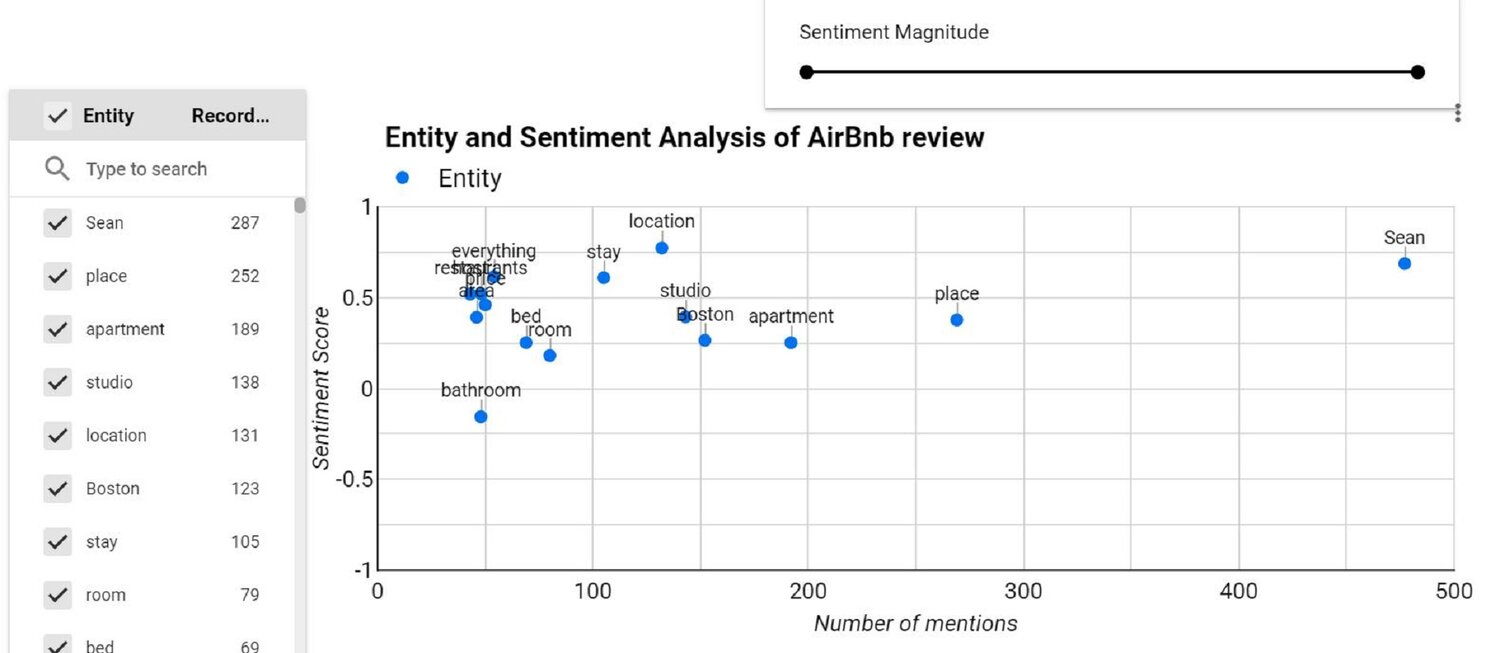 Sentiment Magnitude
Entity Record...
Type to search
Sean 287
place 252
apartment 189
studio 138
location 131
Boston 123
stay 105
room 79
bed 69
Entity and Sentiment Analysis of AirBnb review
Entity
Sentiment Score
1
0.5
0
-0.5
-1
location
Sean
everything
stay
restaurants
price
area
studio
place
bed
Boston
apartment
room
bathroom
0 100 200 300 400 500
Number of mentions